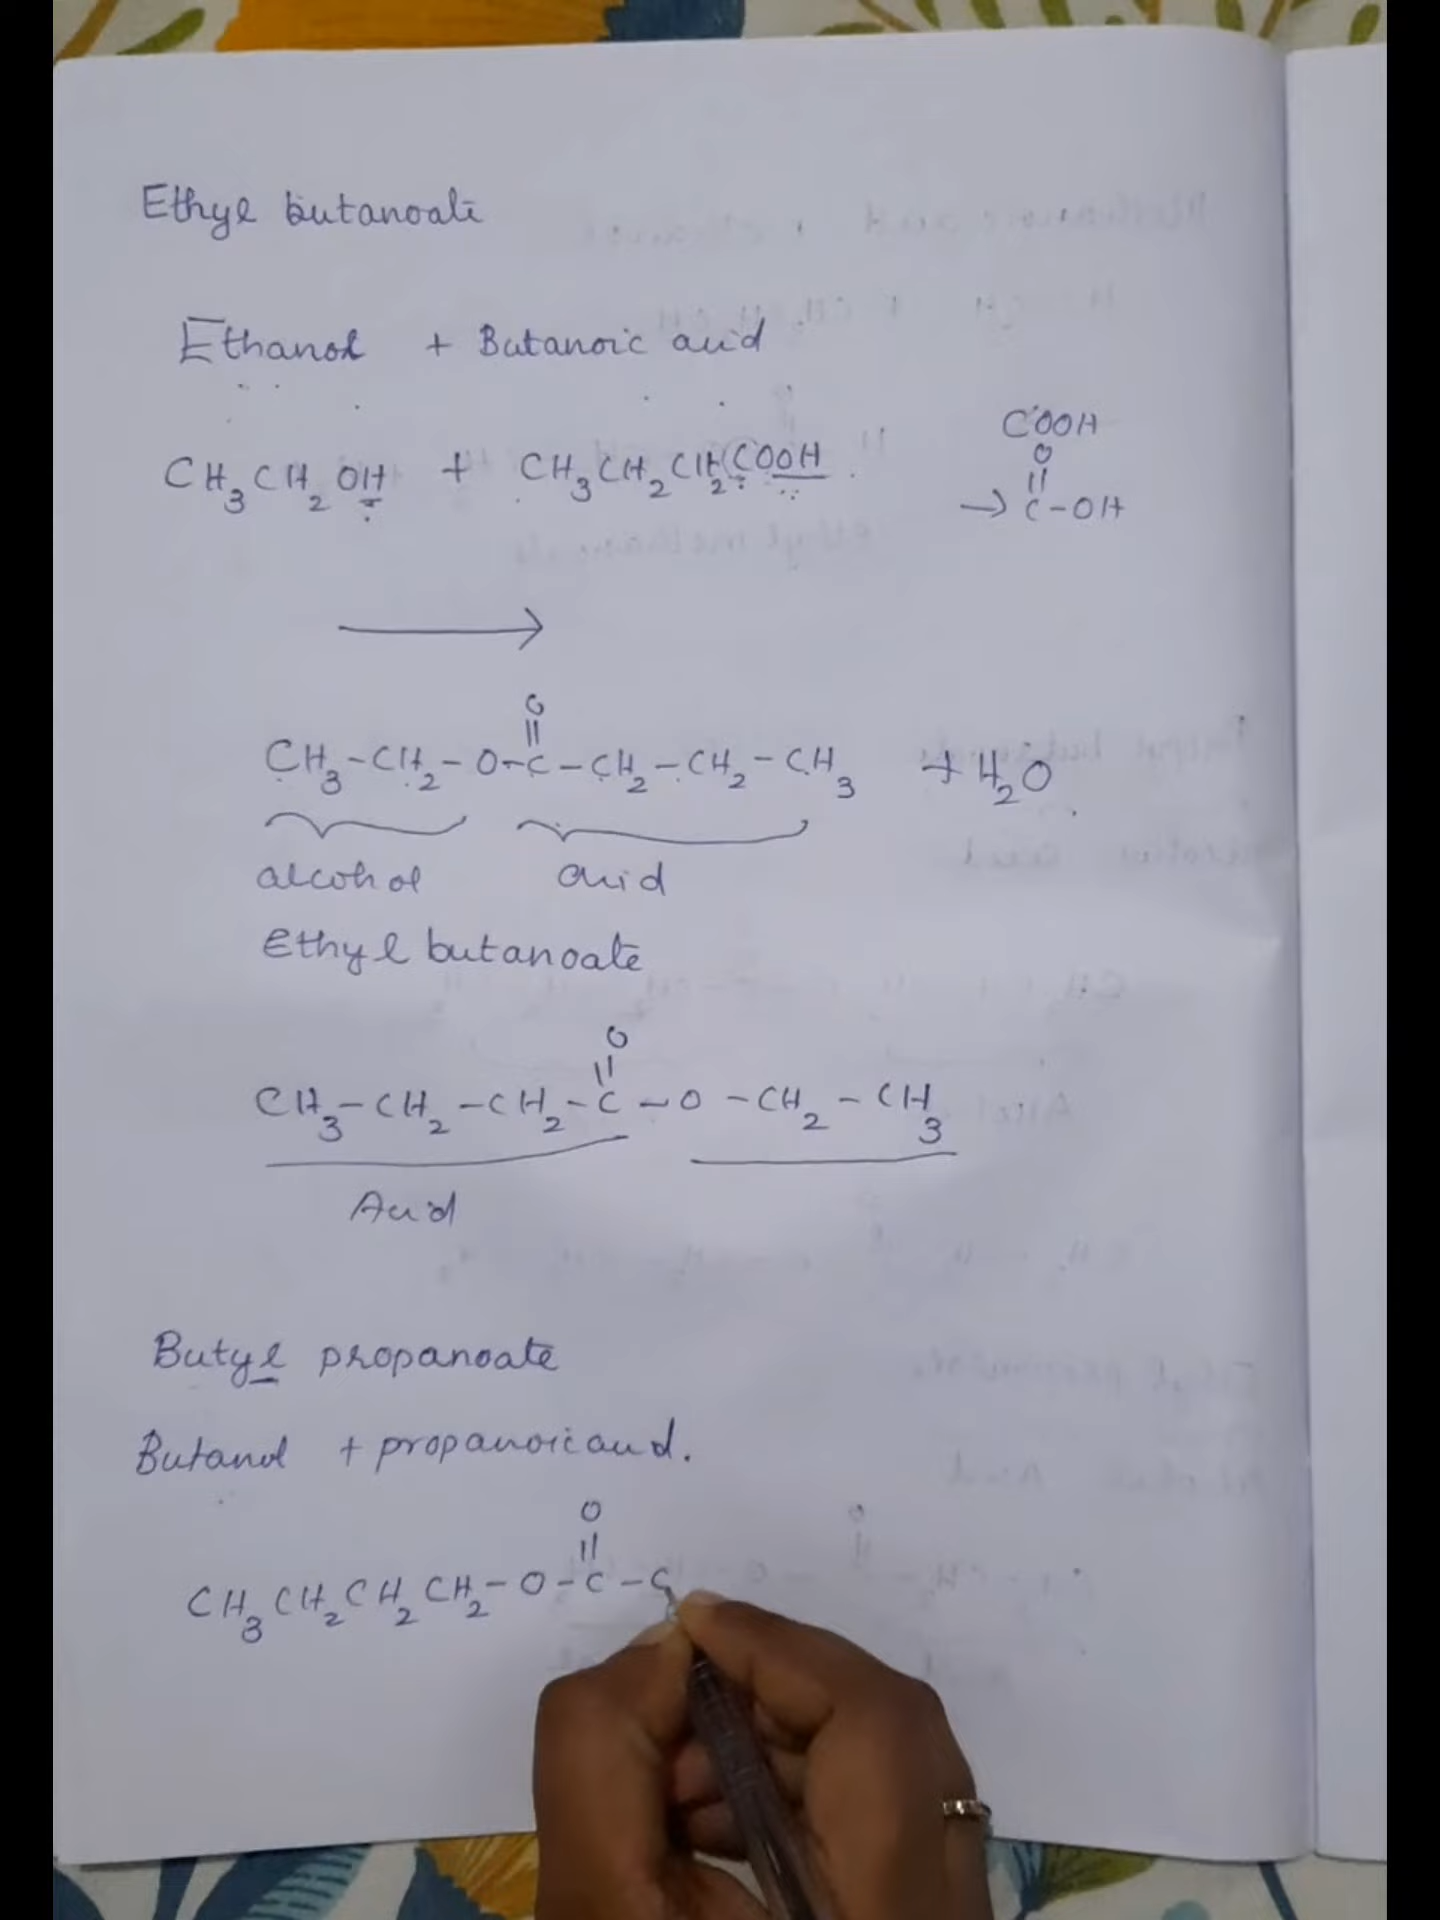 Ethyl butanoate
Ethanol + Butanoic acid
CH3CH2OH + CH3CH2CH2COOH
COOH
O
||
→ C-OH
→
O
||
CH3-CH2-O-C-CH2-CH2-CH3 + H2O
alcohol acid
Ethyl butanoate
O
||
CH3-CH2-CH2-C-O-CH2-CH3
Acid
Butyl propanoate
Butanol + propanoic acid.
O
||
CH3CH2CH2CH2-O-C-C